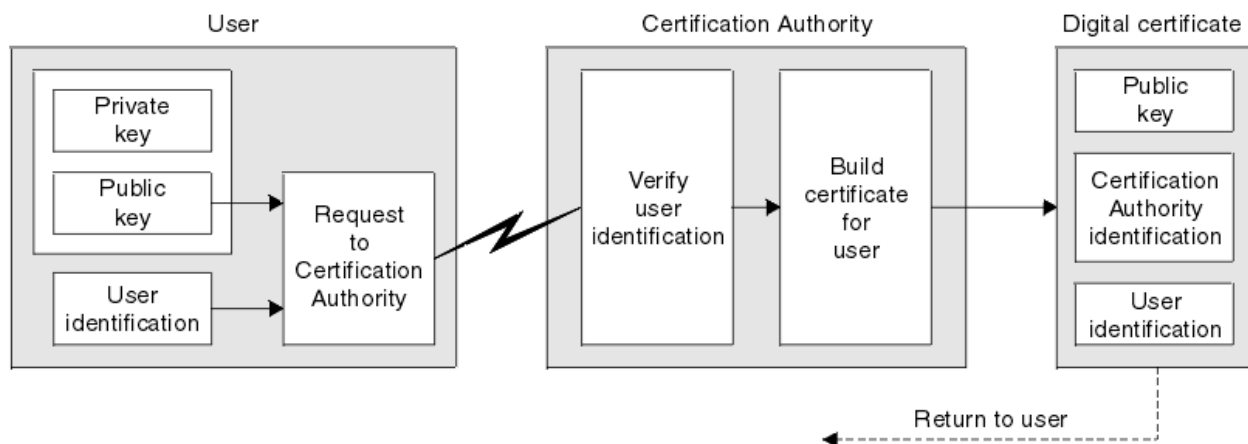 User
Certification Authority
Digital certificate
Private
key
Public
key
User
identification
Request
to
Certification
Authority
Verify
user
identification
Build
certificate
for
user
Public
key
Certification
Authority
identification
User
identification
Return to user